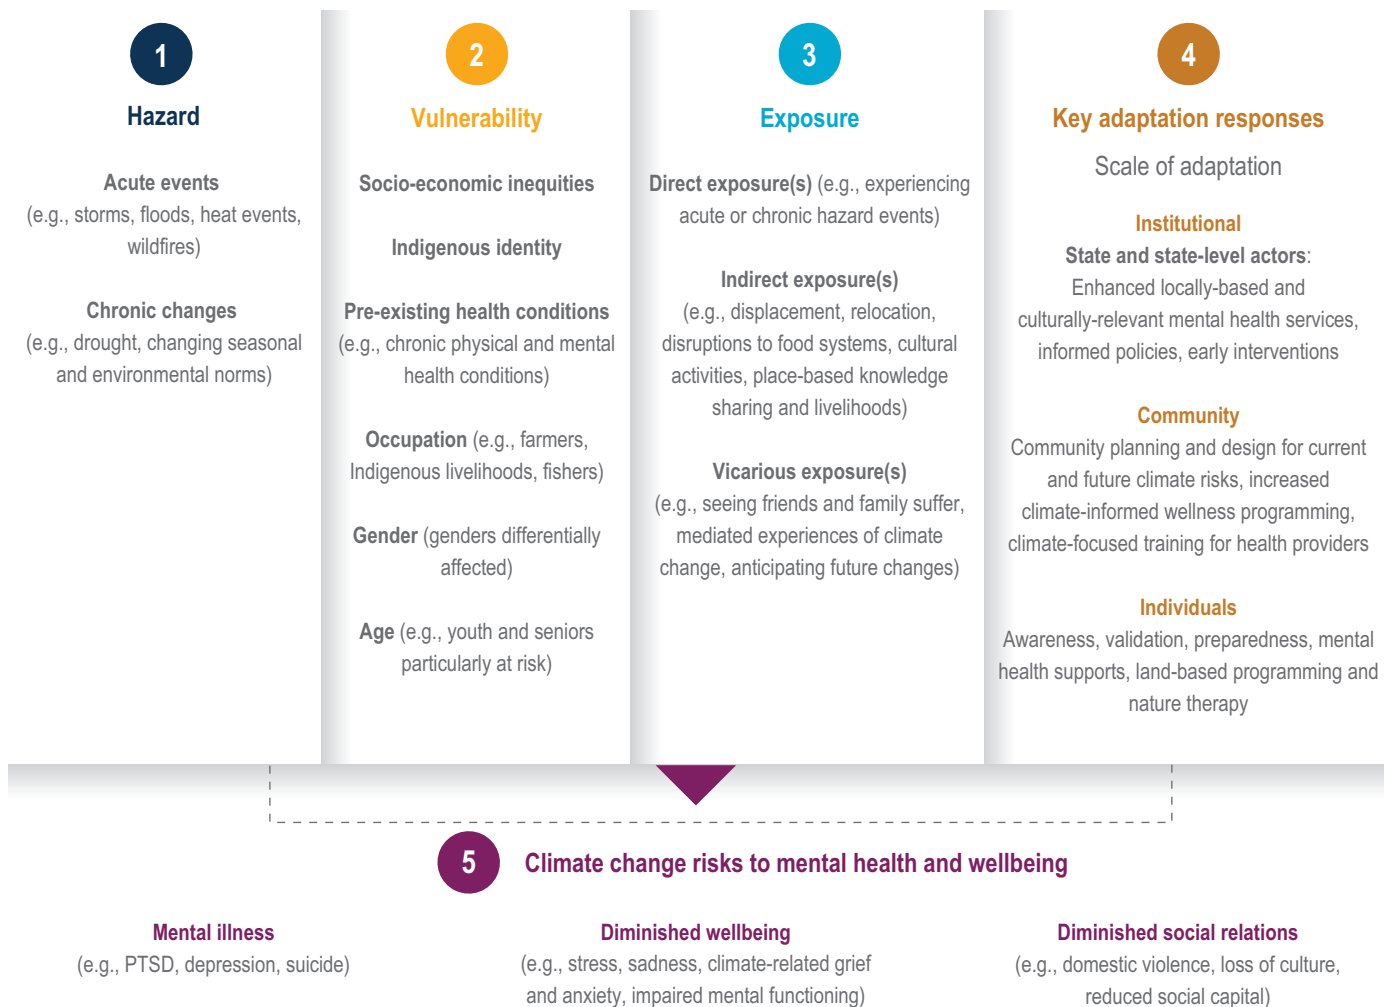 1
Hazard
Acute events
(e.g., storms, floods, heat events,
wildfires)
Chronic changes
(e.g., drought, changing seasonal
and environmental norms)
2
Vulnerability
Socio-economic inequities
Indigenous identity
Pre-existing health conditions
(e.g., chronic physical and mental
health conditions)
Occupation (e.g., farmers,
Indigenous livelihoods, fishers)
Gender (genders differentially
affected)
Age (e.g., youth and seniors
particularly at risk)
3
Exposure
Direct exposure(s) (e.g., experiencing
acute or chronic hazard events)
Indirect exposure(s)
(e.g., displacement, relocation,
disruptions to food systems, cultural
activities, place-based knowledge
sharing and livelihoods)
Vicarious exposure(s)
(e.g., seeing friends and family suffer,
mediated experiences of climate
change, anticipating future changes)
4
Key adaptation responses
Scale of adaptation
Institutional
State and state-level actors:
Enhanced locally-based and
culturally-relevant mental health services,
informed policies, early interventions
Community
Community planning and design for current
and future climate risks, increased
climate-informed wellness programming,
climate-focused training for health providers
Individuals
Awareness, validation, preparedness, mental
health supports, land-based programming and
nature therapy
5
Climate change risks to mental health and wellbeing
Mental illness
(e.g., PTSD, depression, suicide)
Diminished wellbeing
(e.g., stress, sadness, climate-related grief
and anxiety, impaired mental functioning)
Diminished social relations
(e.g., domestic violence, loss of culture,
reduced social capital)